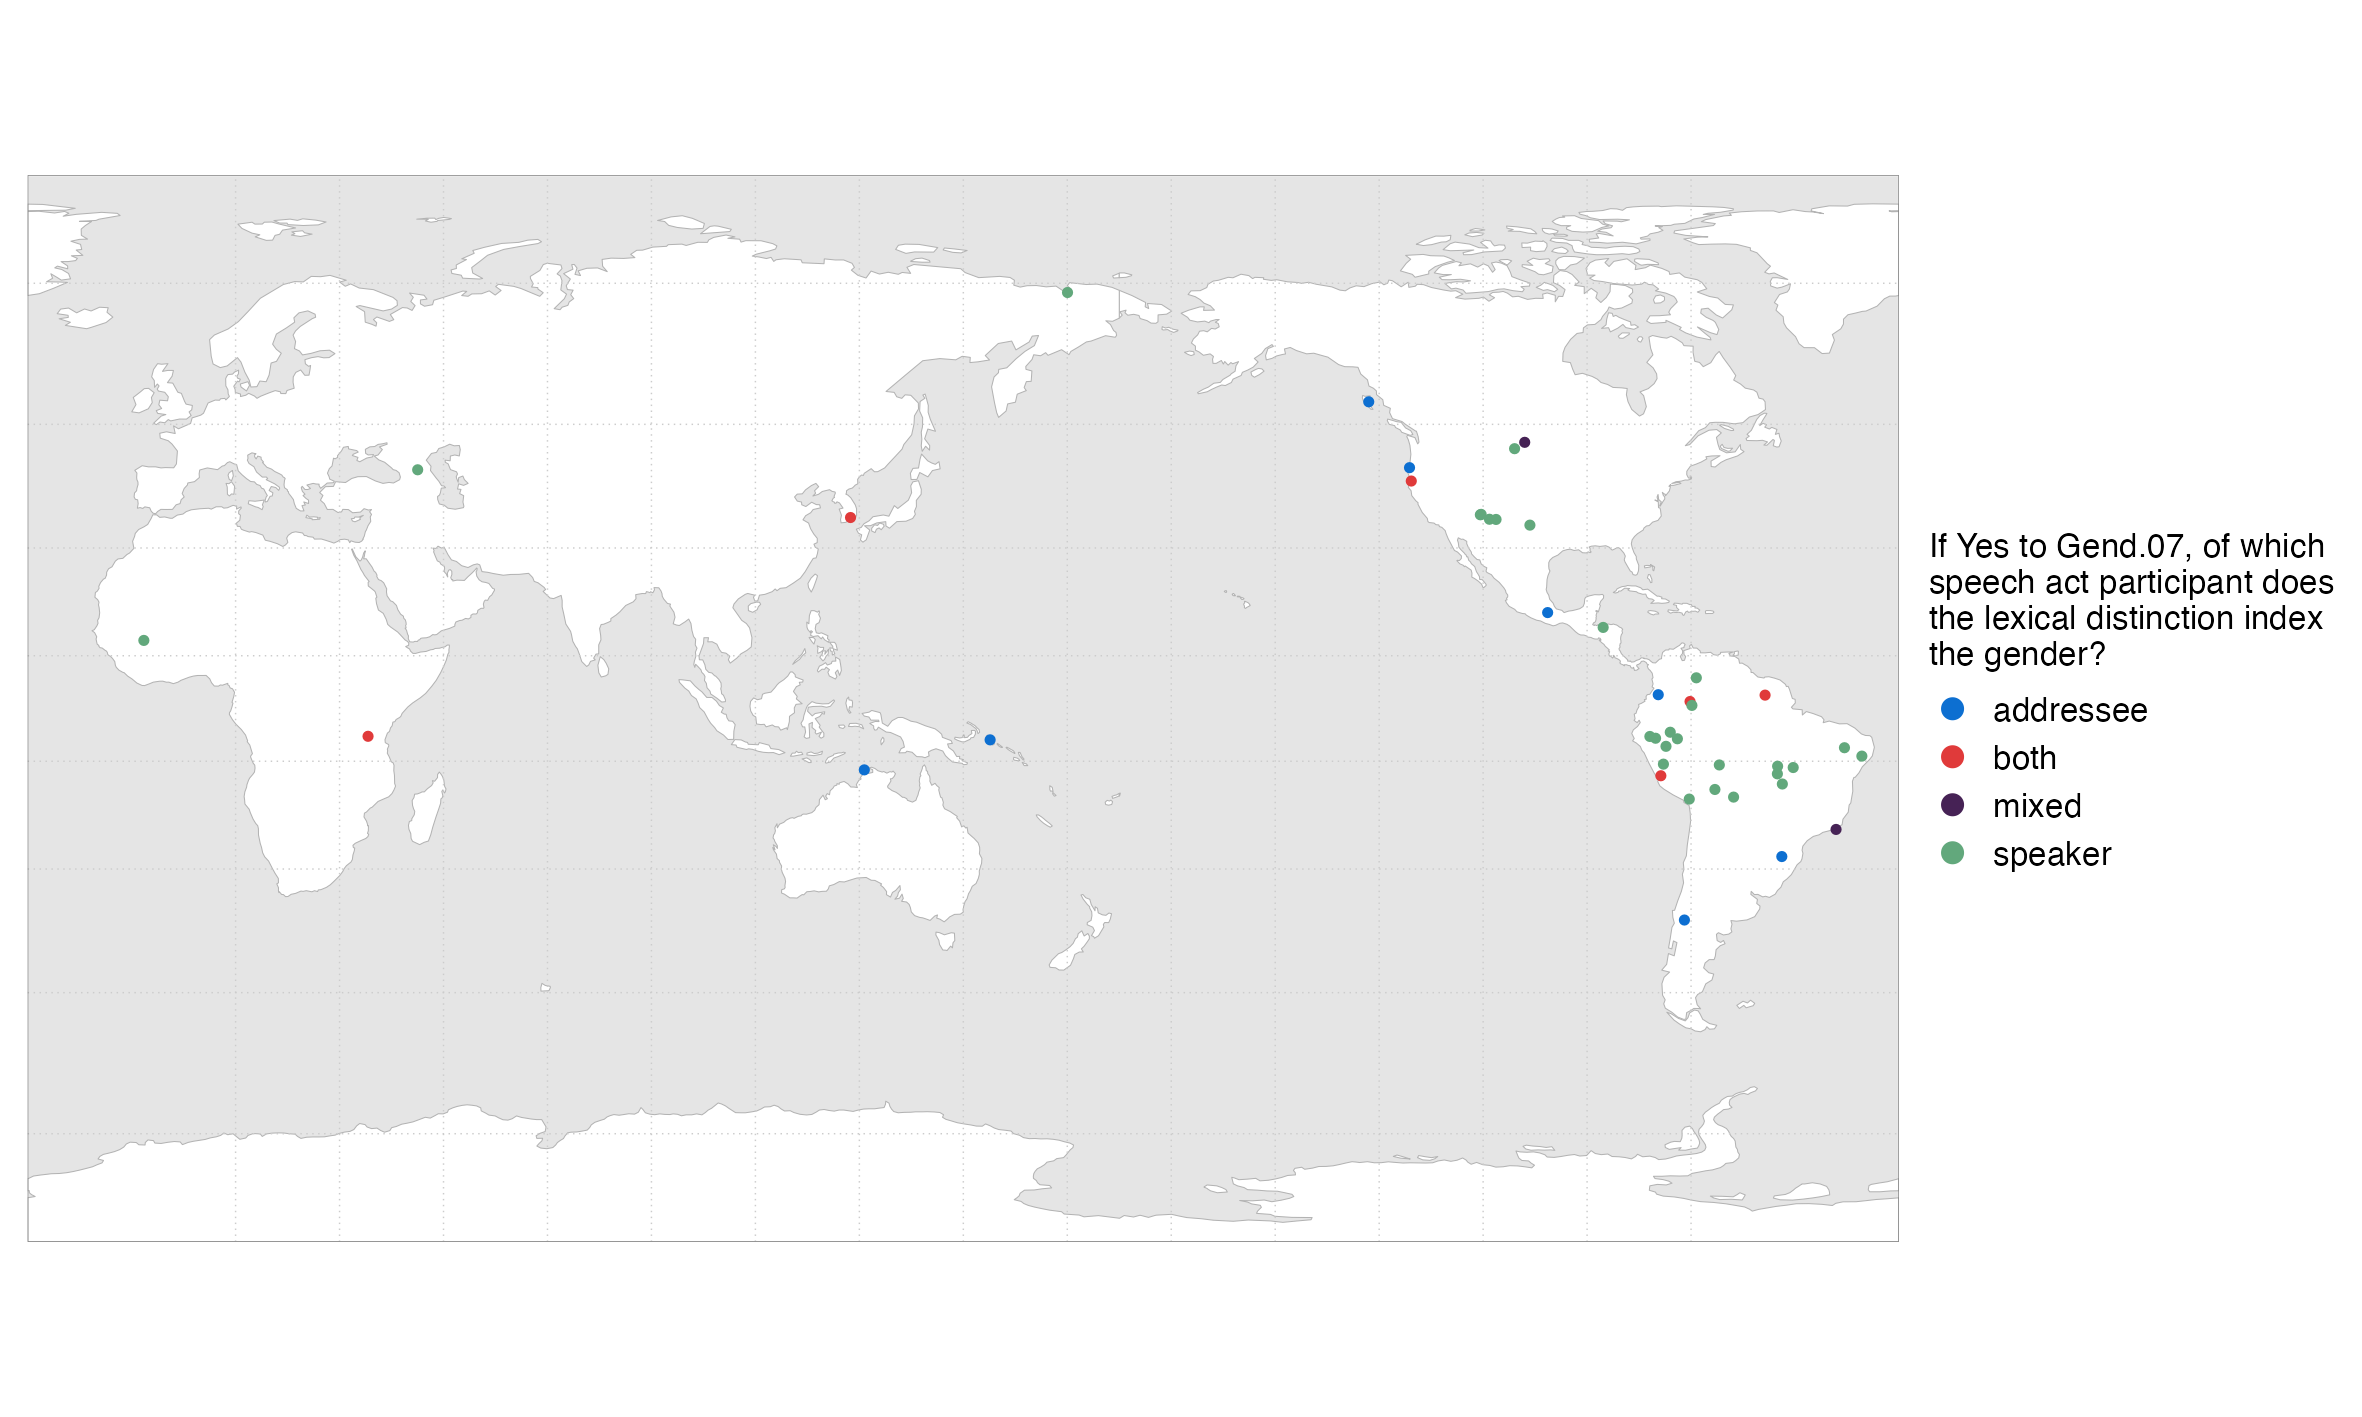 If Yes to Gend.07, of which
speech act participant does
the lexical distinction index
the gender?
addressee
both
mixed
speaker